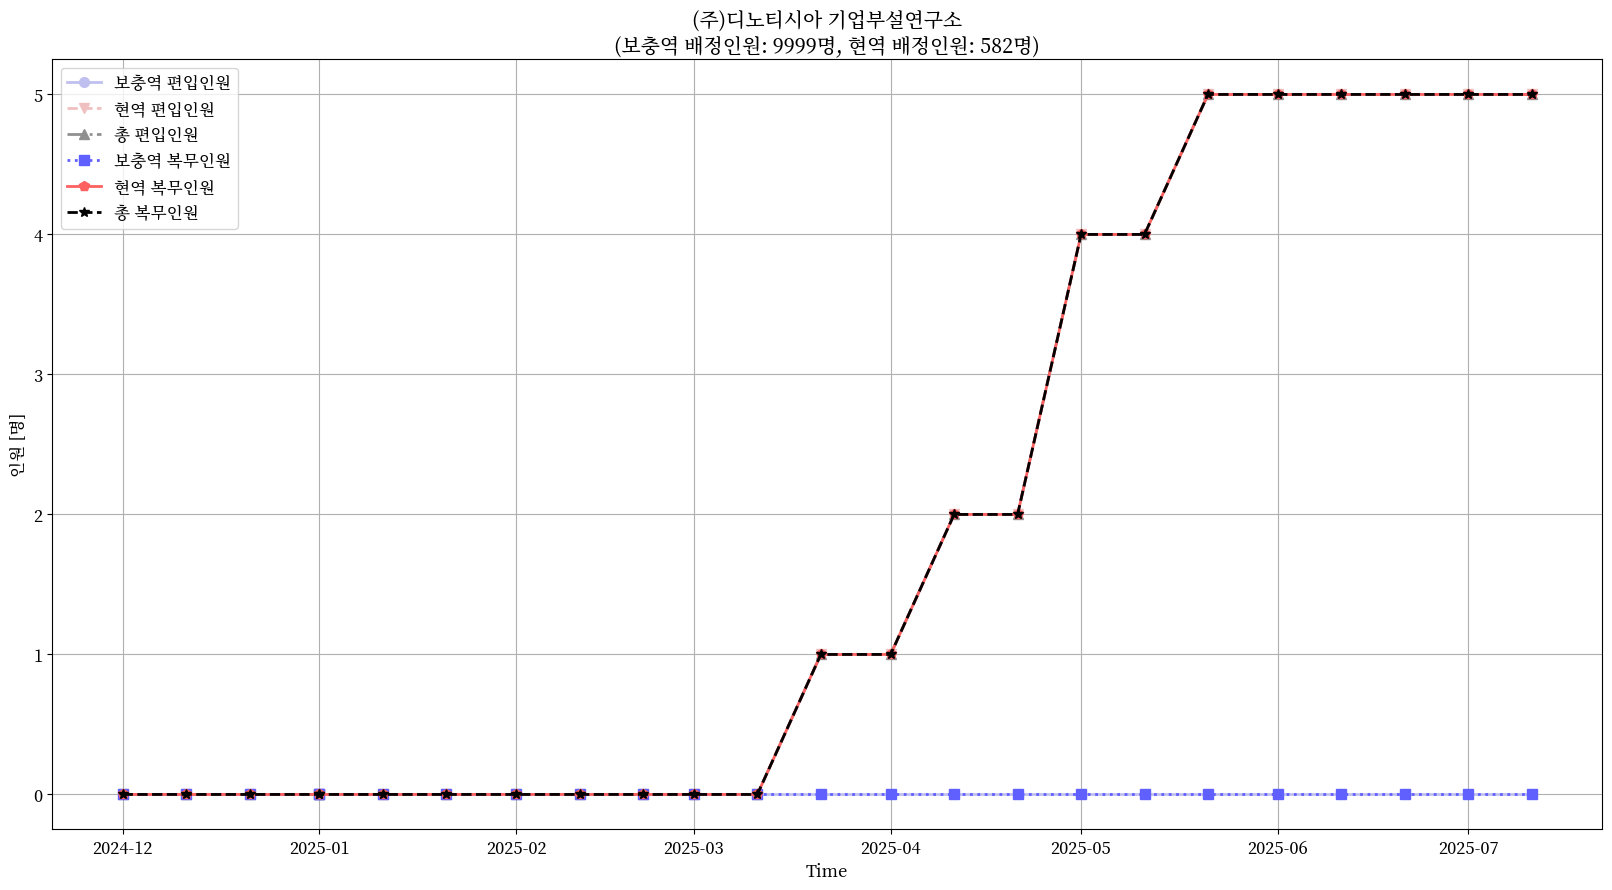 (주)디노티시아 기업부설연구소
(보충역 배정인원: 9999명, 현역 배정인원: 582명)
보충역 편입인원
현역 편입인원
총 편입인원
보충역 복무인원
현역 복무인원
총 복무인원
5
4
3
2
1
0
인원 [명]
2024-12
2025-01
2025-02
2025-03
2025-04
2025-05
2025-06
2025-07
Time